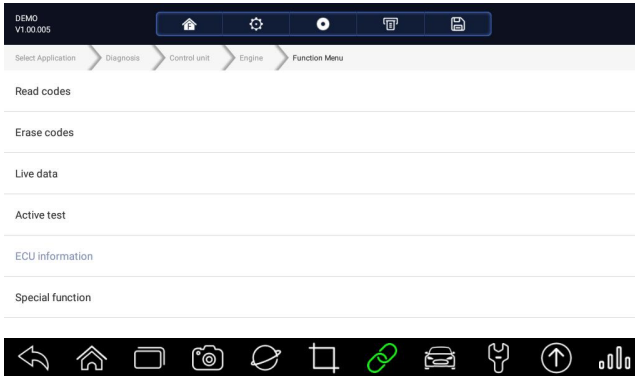 DEMO
V1.00.005
Select Application Diagnosis Control unit Engine Function Menu
Read codes
Erase codes
Live data
Active test
ECU information
Special function